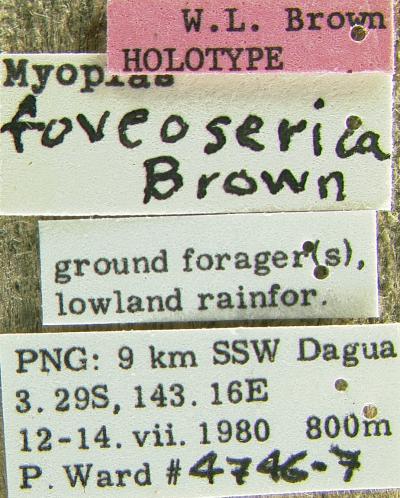 W.L. Brown
HOLOTYPE
Myopias
foveoserica
Brown
ground forager(s),
lowland rainfor.
PNG: 9 km SSW Dagua
3.29S, 143.16E
12-14. vii. 1980 800m
P. Ward #4746-7